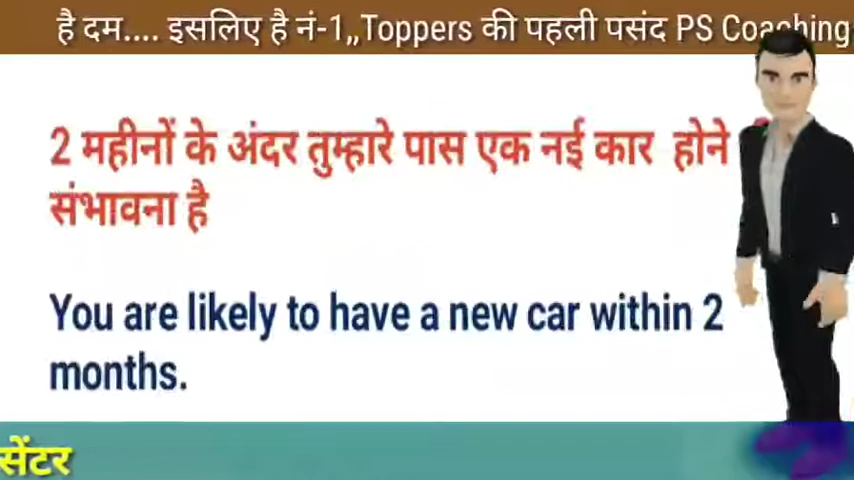 है दम.... इसलिए है नं-1,,Toppers की पहली पसंद PS Coaching
2 महीनों के अंदर तुम्हारे पास एक नई कार होने
संभावना है
You are likely to have a new car within 2
months.
सेंटर